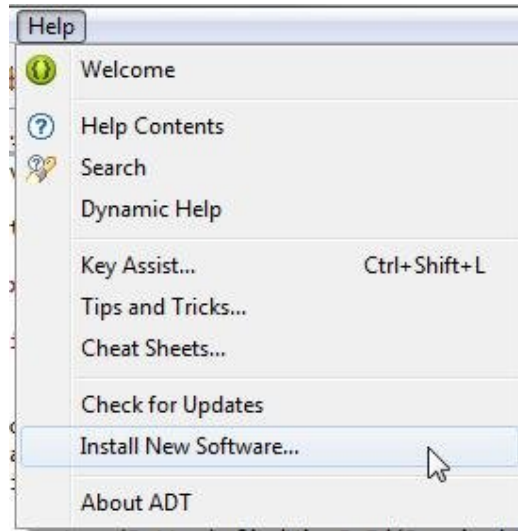 Help
Welcome
Help Contents
Search
Dynamic Help
Key Assist... Ctrl+Shift+L
Tips and Tricks...
Cheat Sheets...
Check for Updates
Install New Software...
About ADT